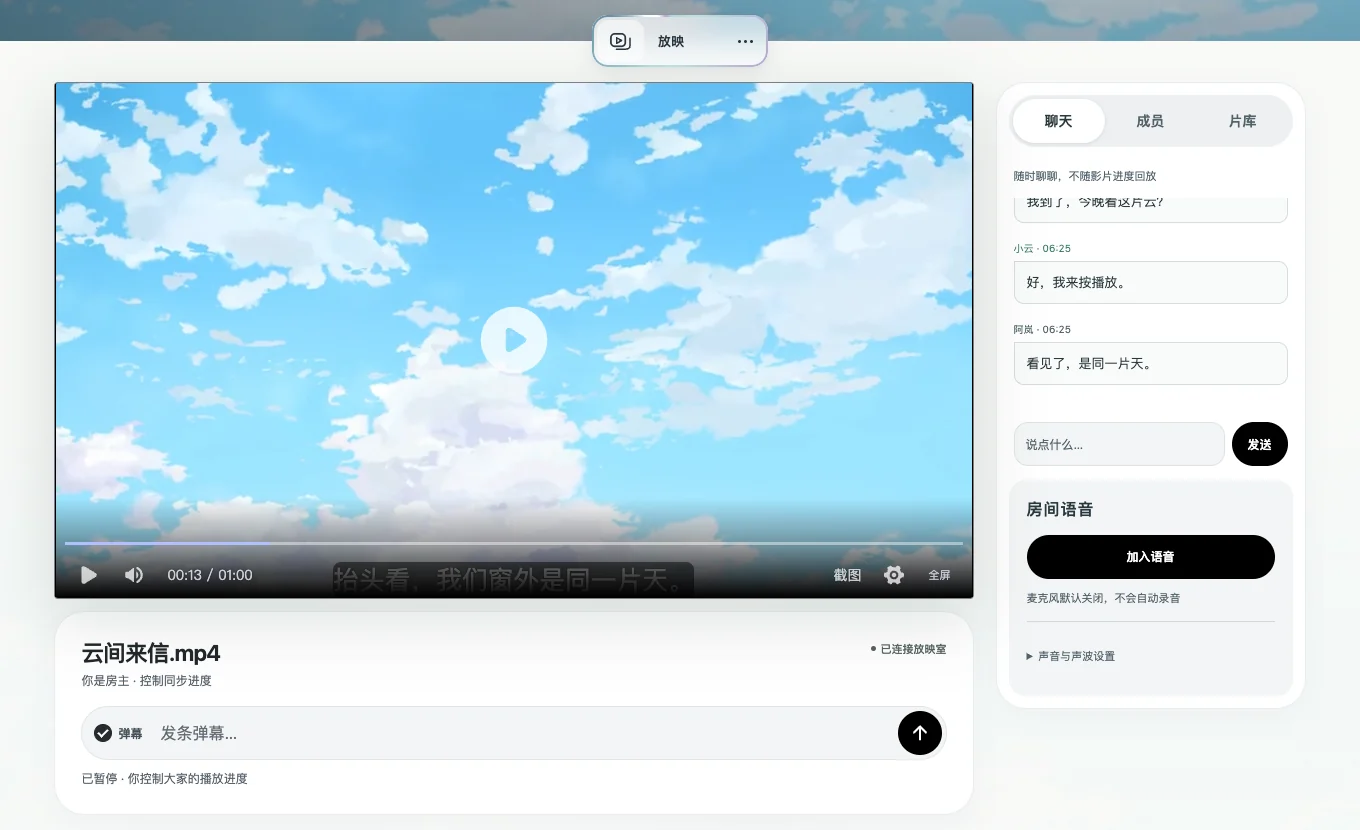 放映
聊天
成员
片库
随时聊聊，不随影片进度回放
我到了，今晚看这片云？
小云 · 06:25
好，我来按播放。
阿岚 · 06:25
看见了，是同一片天。
说点什么...
发送
房间语音
加入语音
麦克风默认关闭，不会自动录音
声音与声波设置
抬头看，我们窗外是同一片天。
00:13 / 01:00
截图
全屏
云间来信.mp4
已连接放映室
你是房主 · 控制同步进度
弹幕
发条弹幕...
已暂停 · 你控制大家的播放进度